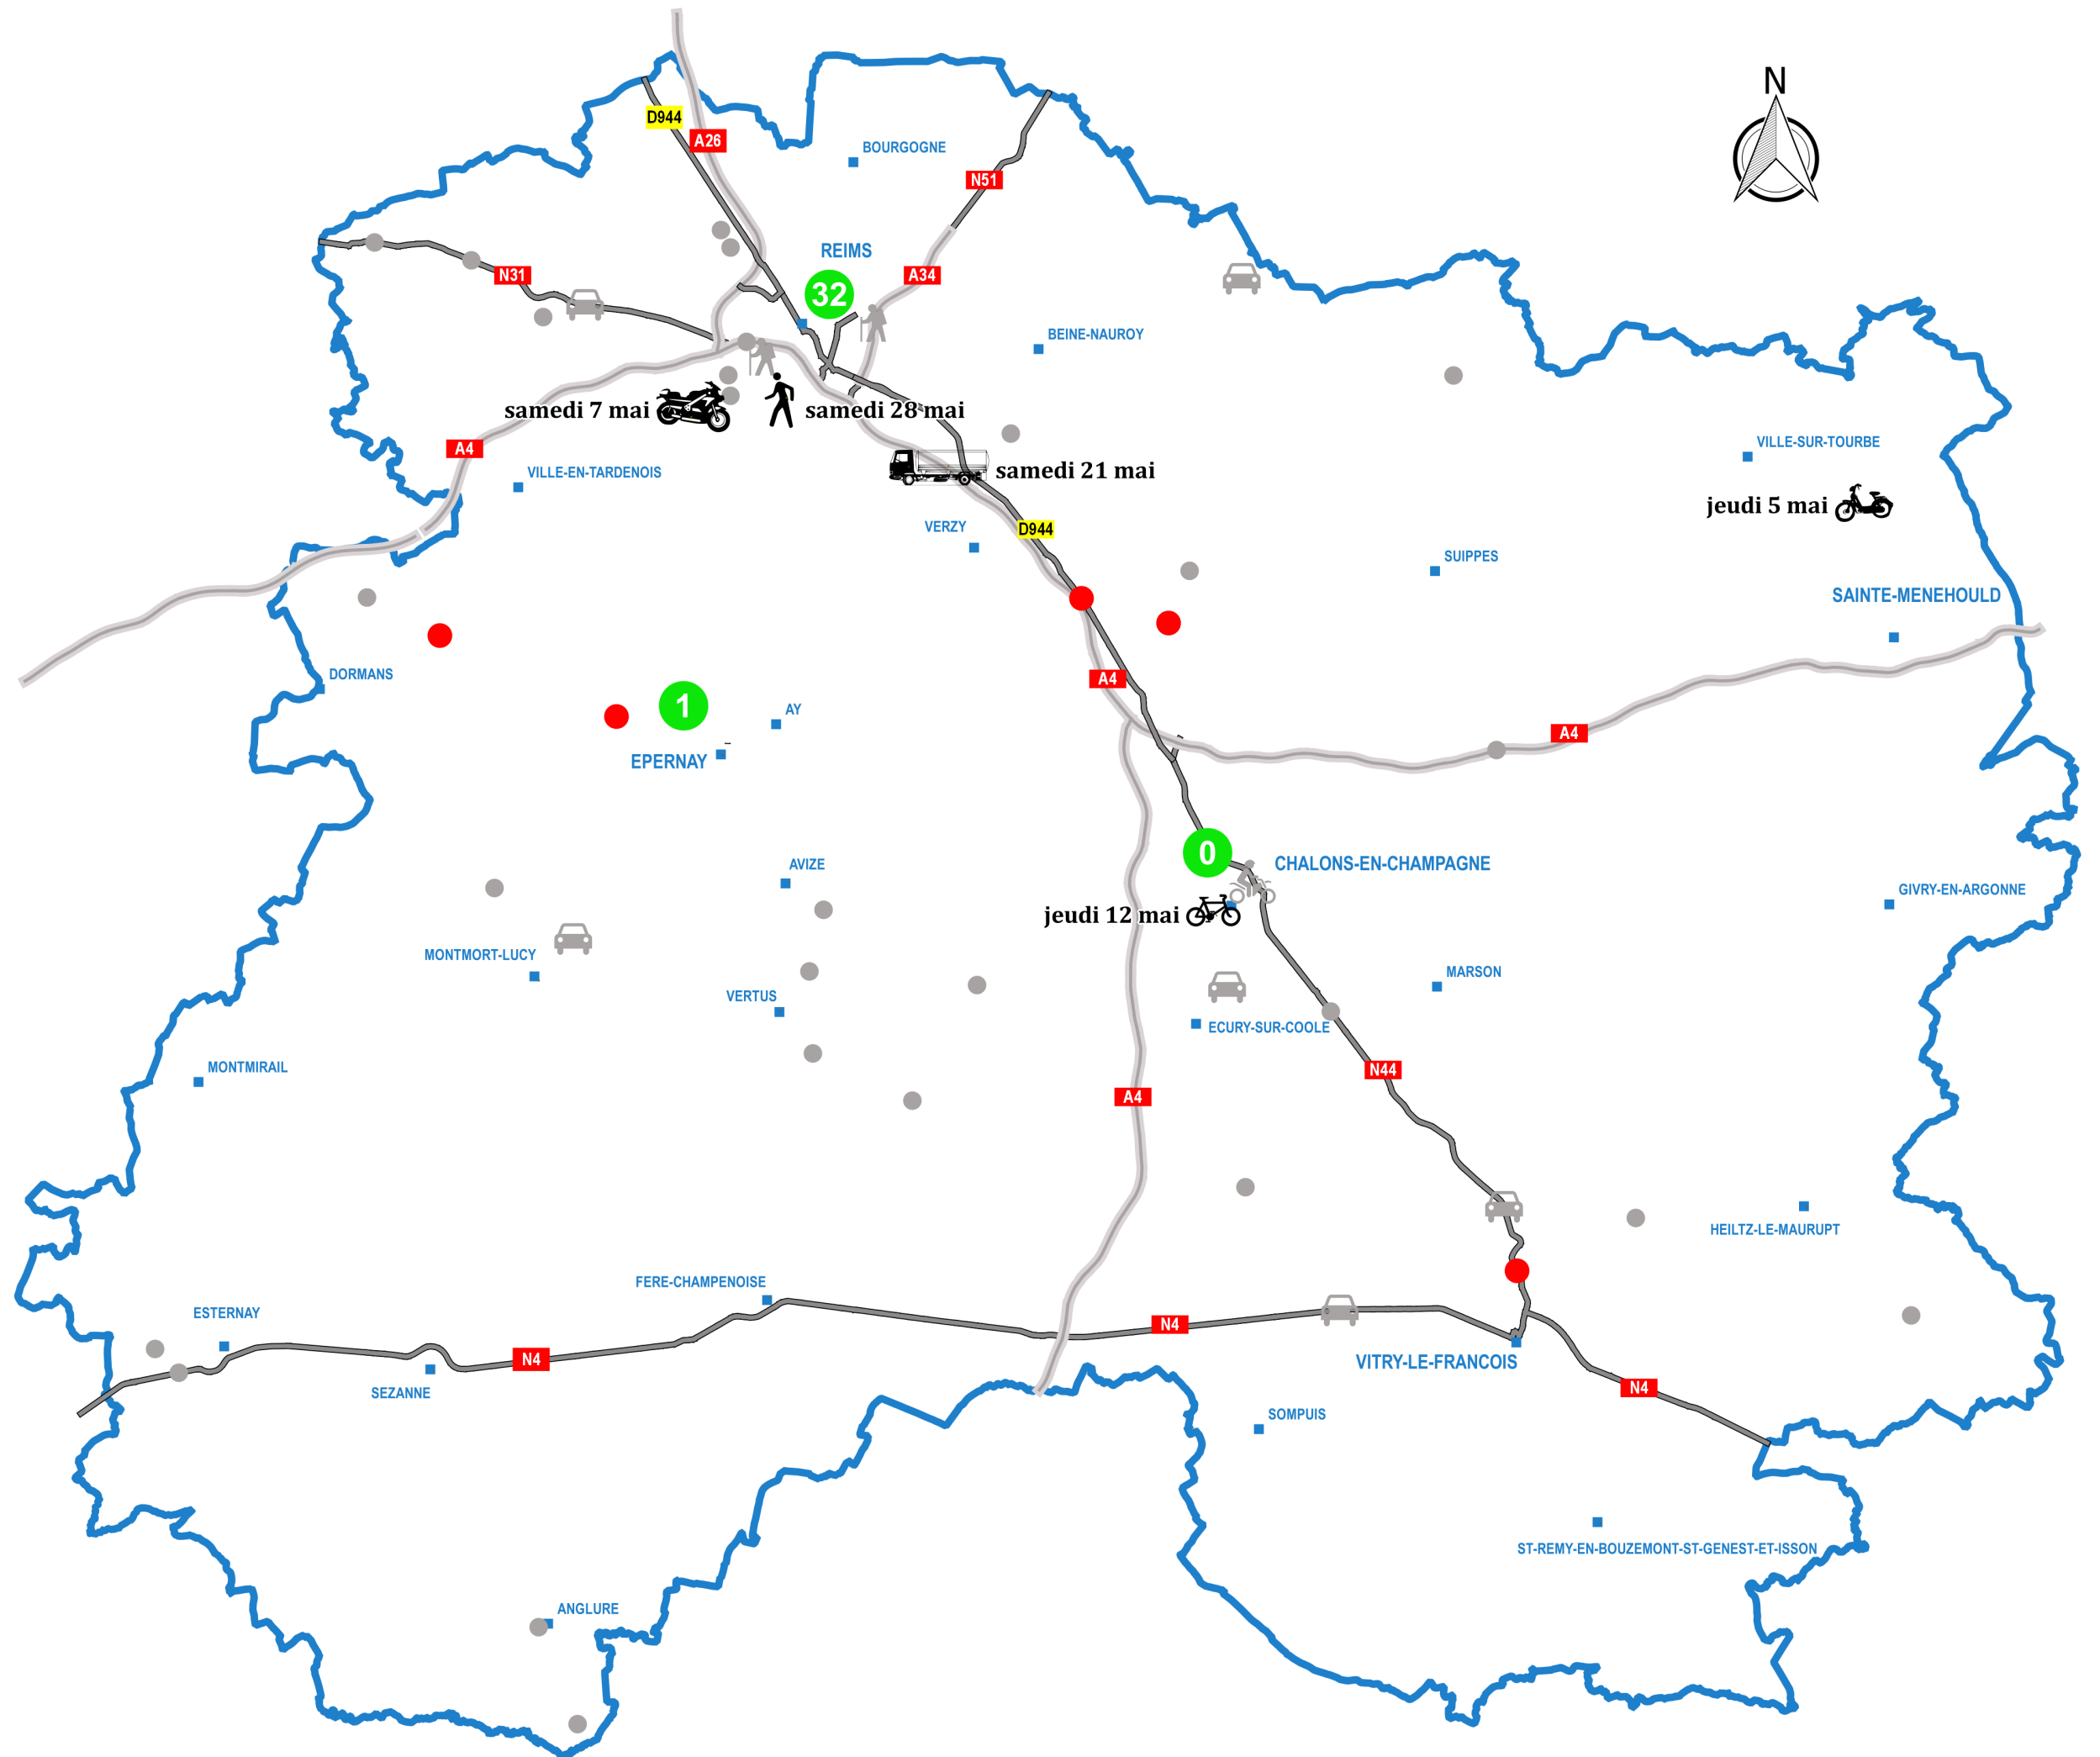 N
D944
A26
BOURGOGNE
N51
REIMS
N31
A34
32
BEINE-NAUROY
samedi 7 mai
samedi 28 mai
A4
VILLE-EN-TARDENOIS
samedi 21 mai
VILLE-SUR-TOURBE
jeudi 5 mai
VERZY
D944
SUIPPES
SAINTE-MENEHOULD
DORMANS
A4
1
AY
A4
EPERNAY
0
AVIZE
CHALONS-EN-CHAMPAGNE
GIVRY-EN-ARGONNE
jeudi 12 mai
MONTMORT-LUCY
MARSON
VERTUS
ECURY-SUR-COOLE
MONTMIRAIL
N44
A4
HEILTZ-LE-MAURUPT
FERE-CHAMPENOISE
ESTERNAY
N4
N4
VITRY-LE-FRANCOIS
SEZANNE
N4
SOMPUIS
ST-REMY-EN-BOUZEMONT-ST-GENEST-ET-ISSON
ANGLURE